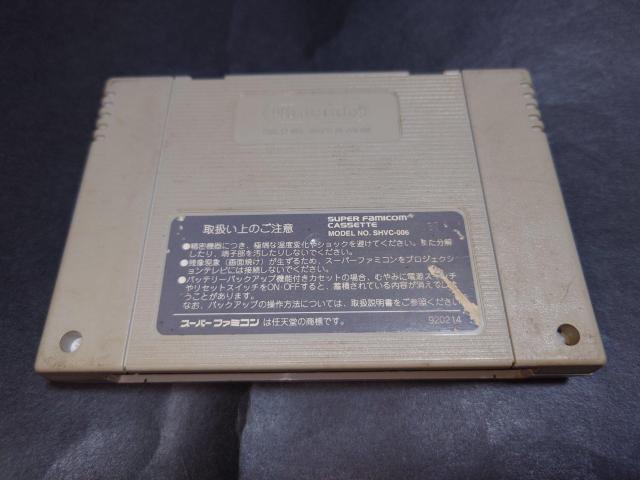 Nintendo
取扱い上のご注意
SUPER FAMICOM
CASSETTE
MODEL NO. SHVC-006
●精密機器につき、極端な温度変化やショックを避けてください。また分解
したり、端子部を汚したりしないでください。
●残像現象（画面焼け）が生ずるため、スーパーファミコンをプロジェクシ
ョンテレビには接続しないでください。
●バッテリーバックアップ機能付きカセットの場合、むやみに電源スイッチ
やリセットスイッチをON・OFFすると、蓄積されている内容が消えてしま
うことがあります。
なお、バックアップの操作方法については、取扱説明書をご参照ください
スーパーファミコンは任天堂の商標です。
920214